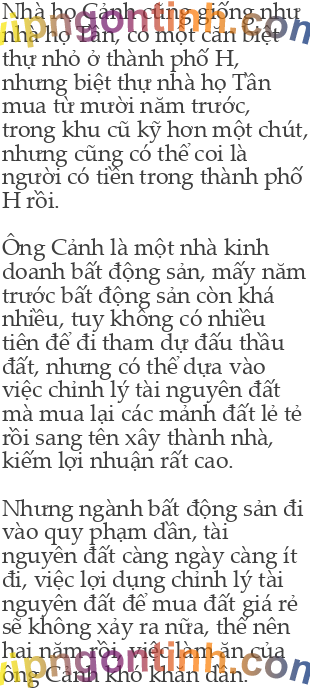 Nhà họ Cảnh cũng giống như
nhà họ Tần, có một căn biệt
thự nhỏ ở thành phố H,
nhưng biệt thự nhà họ Tần
mua từ mười năm trước,
trong khu cũ kỹ hơn một chút,
nhưng cũng có thể coi là
người có tiền trong thành phố
H rồi.

Ông Cảnh là một nhà kinh
doanh bất động sản, mấy năm
trước bất động sản còn khá
nhiều, tuy không có nhiều
tiên để đi tham dự đấu thầu
đất, nhưng có thể dựa vào
việc chỉnh lý tài nguyên đất
mà mua lại các mảnh đất lẻ tẻ
rồi sang tên xây thành nhà,
kiếm lợi nhuận rất cao.

Nhưng ngành bất động sản đi
vào quy phạm dần, tài
nguyên đất càng ngày càng ít
đi, việc lợi dụng chỉnh lý tài
nguyên đất để mua đất giá rẻ
sẽ không xảy ra nữa, thế nên
hai năm rồi, việc làm ăn của
ông Cảnh khó khăn dần.
vipngontinh.com